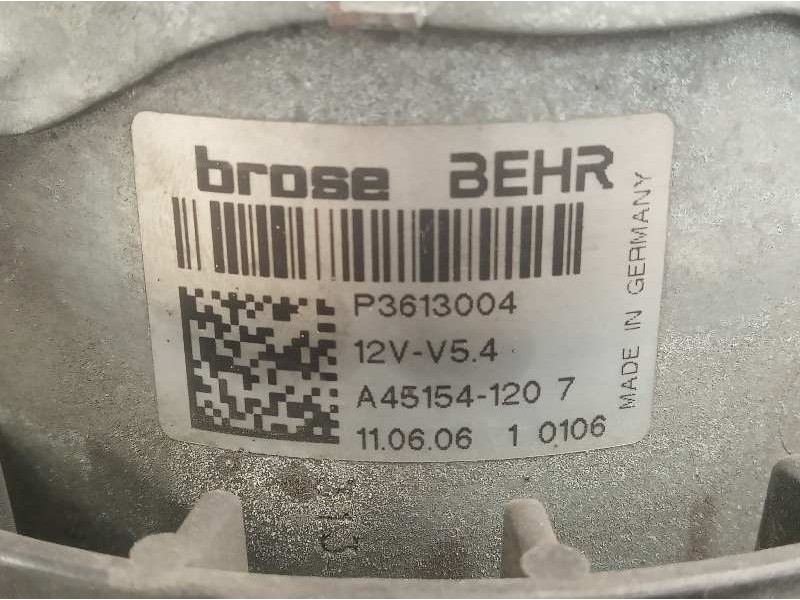 brose BEHR
P3613004
12V-V5.4
A45154-120 7
11.06.06 1 0106
MADE IN GERMANY